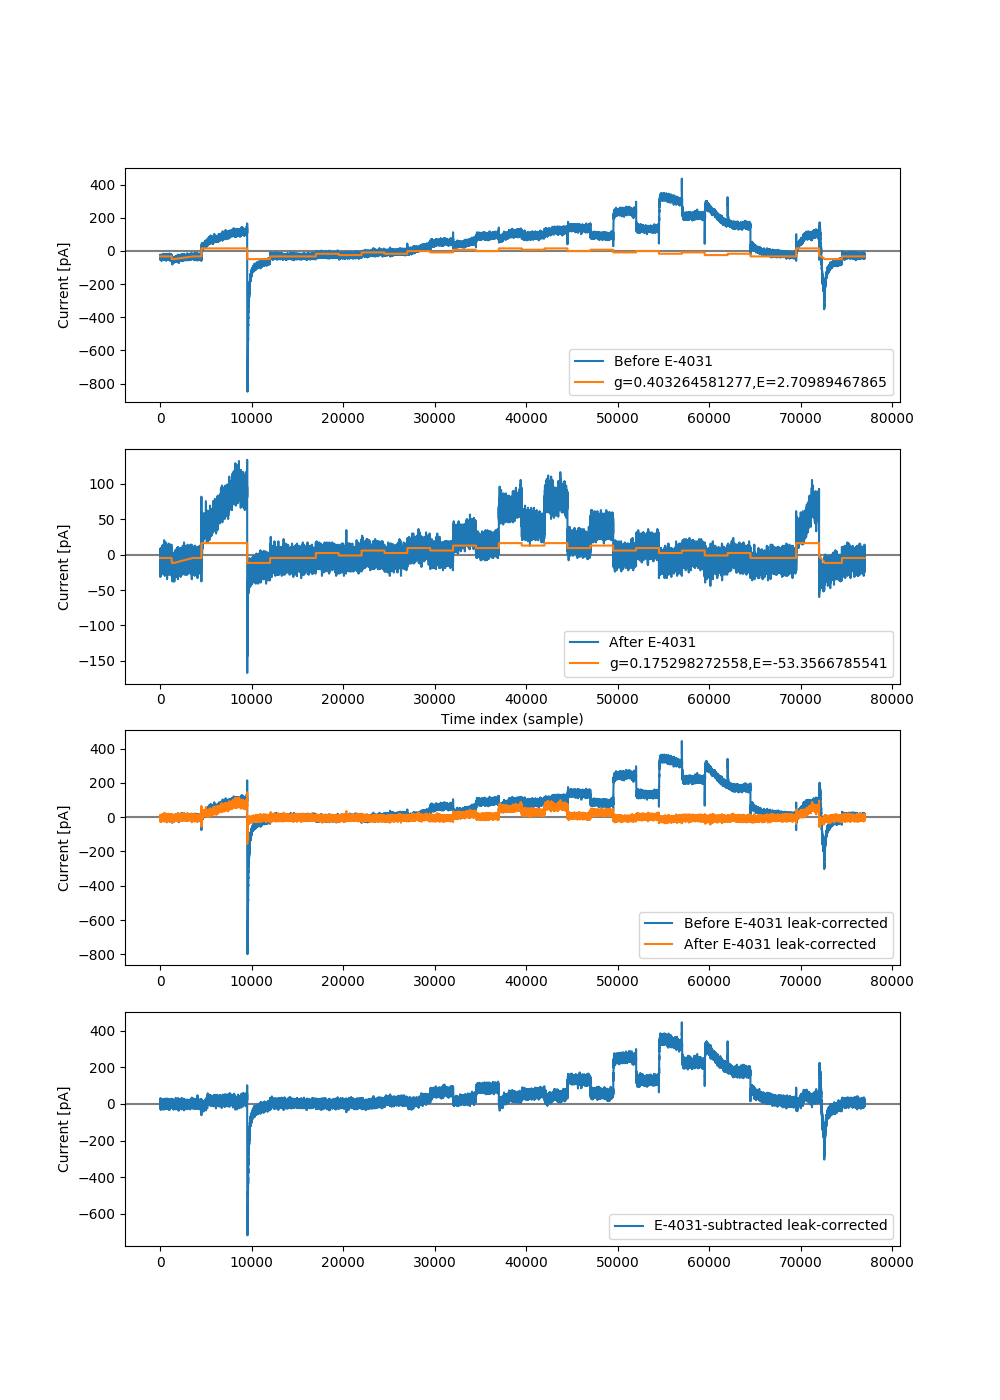 400
200
0
−200
−400
−600
−800
Current [pA]
Before E-4031
g=0.403264581277,E=2.70989467865
0 10000 20000 30000 40000 50000 60000 70000 80000
100
50
0
−50
−100
−150
Current [pA]
After E-4031
g=0.175298272558,E=-53.3566785541
0 10000 20000 30000 40000 50000 60000 70000 80000
Time index (sample)
400
200
0
−200
−400
−600
−800
Current [pA]
Before E-4031 leak-corrected
After E-4031 leak-corrected
0 10000 20000 30000 40000 50000 60000 70000 80000
400
200
0
−200
−400
−600
Current [pA]
E-4031-subtracted leak-corrected
0 10000 20000 30000 40000 50000 60000 70000 80000